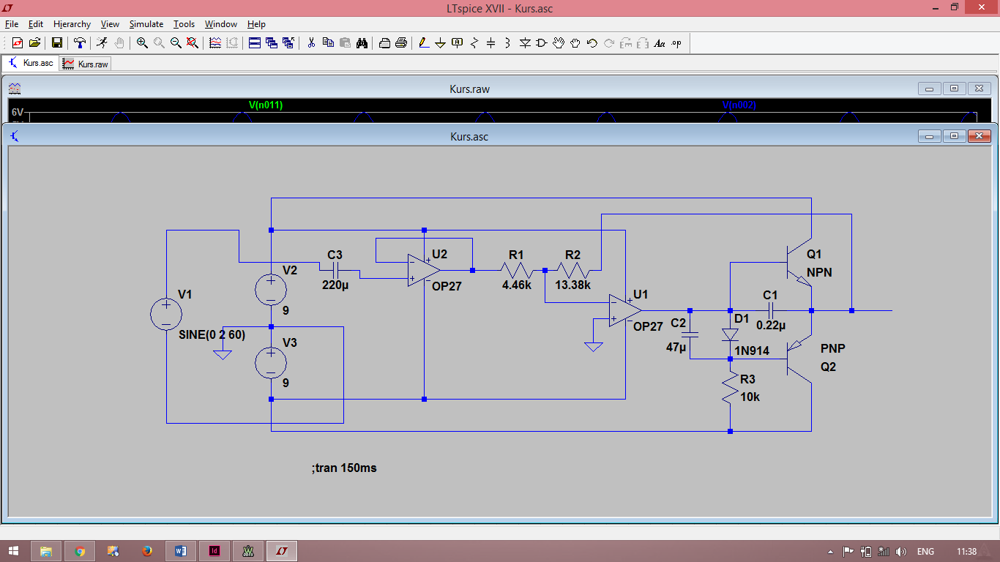 LTspice XVII - Kurs.asc
File Edit Hierarchy View Simulate Tools Window Help
Aa .op
Kurs.asc Kurs.raw
Kurs.raw
V(n011) V(n002)
6V
Kurs.asc
V1
SINE(0 2 60)
V2
9
V3
9
C3
220µ
U2
OP27
R1
4.46k
R2
13.38k
U1
OP27
C2
47µ
D1
1N914
C1
0.22µ
Q1
NPN
PNP
Q2
R3
10k
;tran 150ms
ENG 11:38